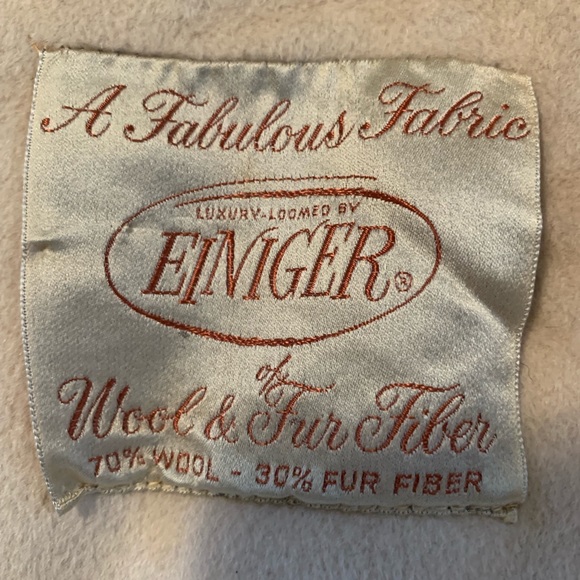 A Fabulous Fabric
LUXURY-LOOMED BY
EINIGER®
of
Wool & Fur Fiber
70% WOOL - 30% FUR FIBER